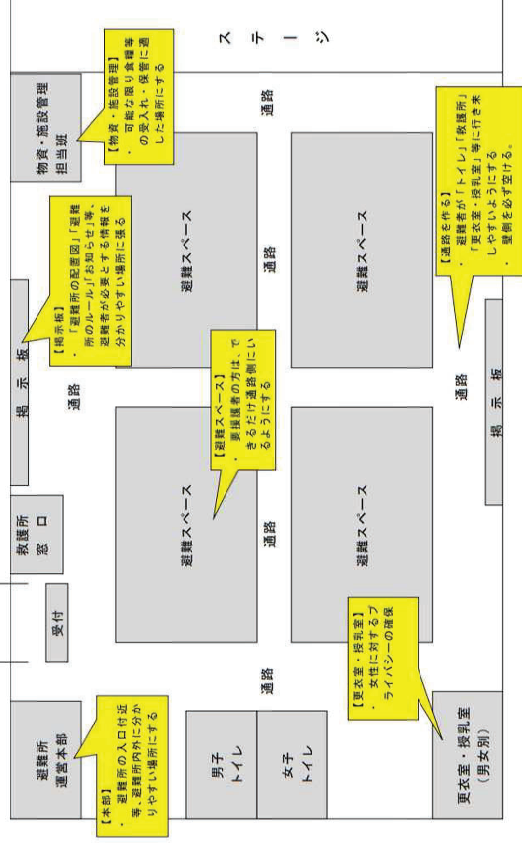 避難所
運営本部
【本部】
・ 避難所の入口付近
等、避難所内外に分か
りやすい場所にする
受付
救護所
窓　口
掲　示　板
【掲示板】
・ 「避難所の配置図」「避難
所のルール」「お知らせ」等、
避難者が必要とする情報を
分かりやすい場所に張る
物資・施設管理
担当班
【物資・施設管理】
・ 可能な限り食糧等
の受入れ・保管に適
した場所にする
通路
通路
ステージ
男子
トイレ
女子
トイレ
通路
避難スペース
避難スペース
【避難スペース】
・ 要援護者の方は、で
きるだけ通路側にい
るようにする
通路
通路
避難スペース
避難スペース
更衣室・授乳室
（男女別）
【更衣室・授乳室】
・ 女性に対するプ
ライバシーの確保
通路
掲　示　板
【通路を作る】
・ 避難者が「トイレ」「救護所」
「更衣室・授乳室」等に行き来
しやすいようにする
・ 壁側を必ず空ける。